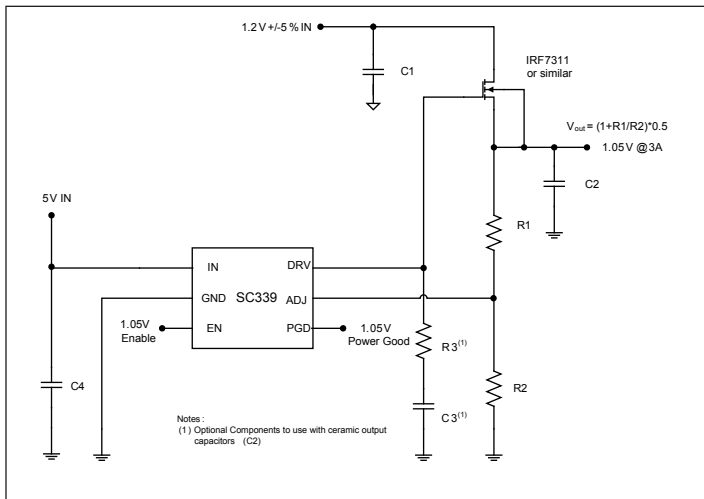 1.2V+/-5% IN
C1
IRF7311
or similar
Vout = (1+R1/R2)*0.5
1.05V @3A
C2
5V IN
R1
IN
DRV
GND
SC339
ADJ
1.05V
Enable
EN
PGD
1.05V
Power Good
R3(1)
R2
C4
C3(1)
Notes :
(1) Optional Components to use with ceramic output
capacitors (C2)